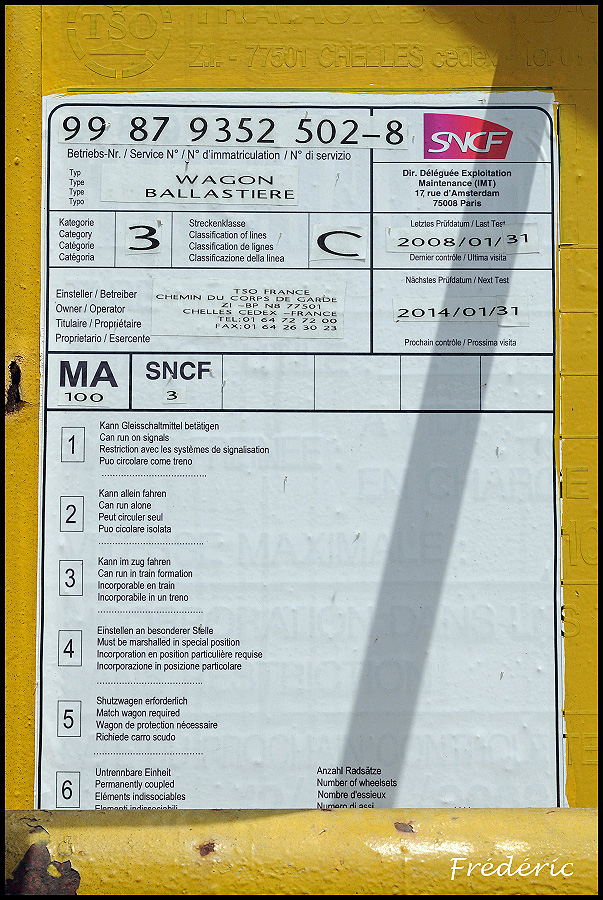 TSO
TRAVAUX DU SUD-O
Z.I. - 77501 CHELLES cedex - Tél. 01
99 87 9352 502-8
SNCF
Betriebs-Nr. / Service N° / N° d'immatriculation / N° di servizio
Typ
Type
Type
Typo
WAGON
BALLASTIERE
Dir. Déléguée Exploitation
Maintenance (IMT)
17, rue d'Amsterdam
75008 Paris
Kategorie
Category
Catégorie
Catégoria
3
Streckenklasse
Classification of lines
Classification de lignes
Classificazione della linea
C
Letztes Prüfdatum / Last Test
2008/01/31
Dernier contrôle / Ultima visita
Einsteller / Betreiber
Owner / Operator
Titulaire / Propriétaire
Proprietario / Esercente
TSO FRANCE
CHEMIN DU CORPS DE GARDE
ZI -BP N8 77501
CHELLES CEDEX -FRANCE
TEL:01 64 72 72 00
FAX:01 64 26 30 23
Nächstes Prüfdatum / Next Test
2014/01/31
Prochain contrôle / Prossima visita
MA
100
SNCF
3
1
Kann Gleisschaltmittel betätigen
Can run on signals
Restriction avec les systèmes de signalisation
Puo circolare come treno
2
Kann allein fahren
Can run alone
Peut circuler seul
Puo cicolare isolata
3
Kann im zug fahren
Can run in train formation
Incorporable en train
Incorporabile in un treno
4
Einstellen an besonderer Stelle
Must be marshalled in special position
Incorporation en position particulière requise
Incorporazione in posizione particolare
5
Shutzwagen erforderlich
Match wagon required
Wagon de protection nécessaire
Richiede carro scudo
6
Untrennbare Einheit
Permanently coupled
Eléments indissociables
Elementi indissociabili
Anzahl Radsätze
Number of wheelsets
Nombre d'essieux
Numero di assi
Frédéric